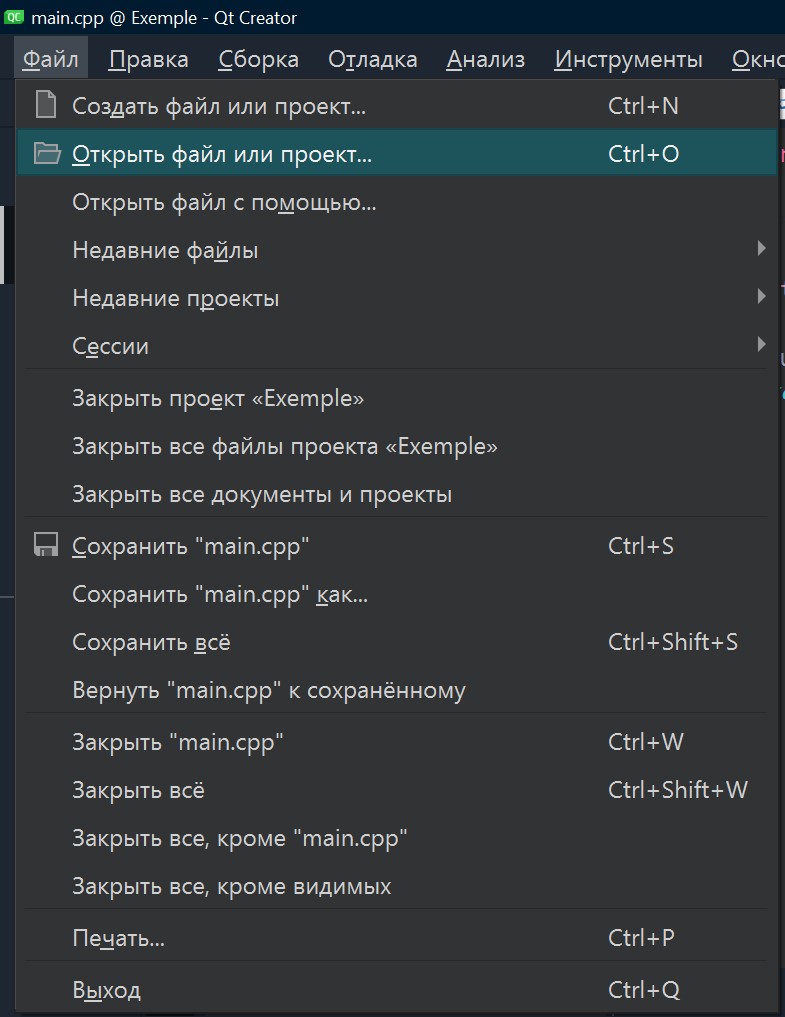 QC main.cpp @ Exemple - Qt Creator
Файл Правка Сборка Отладка Анализ Инструменты
Создать файл или проект... Ctrl+N
Открыть файл или проект... Ctrl+O
Открыть файл с помощью...
Недавние файлы
Недавние проекты
Сессии
Закрыть проект «Exemple»
Закрыть все файлы проекта «Exemple»
Закрыть все документы и проекты
Сохранить "main.cpp" Ctrl+S
Сохранить "main.cpp" как...
Сохранить всё Ctrl+Shift+S
Вернуть "main.cpp" к сохранённому
Закрыть "main.cpp" Ctrl+W
Закрыть всё Ctrl+Shift+W
Закрыть все, кроме "main.cpp"
Закрыть все, кроме видимых
Печать... Ctrl+P
Выход Ctrl+Q